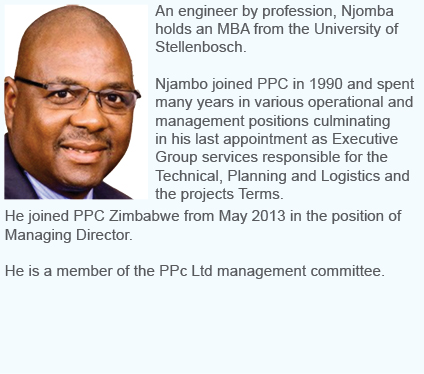 An engineer by profession, Njomba
holds an MBA from the University of
Stellenbosch.
Njambo joined PPC in 1990 and spent
many years in various operational and
management positions culminating
in his last appointment as Executive
Group services responsible for the
Technical, Planning and Logistics and
the projects Terms.
He joined PPC Zimbabwe from May 2013 in the position of
Managing Director.
He is a member of the PPc Ltd management committee.